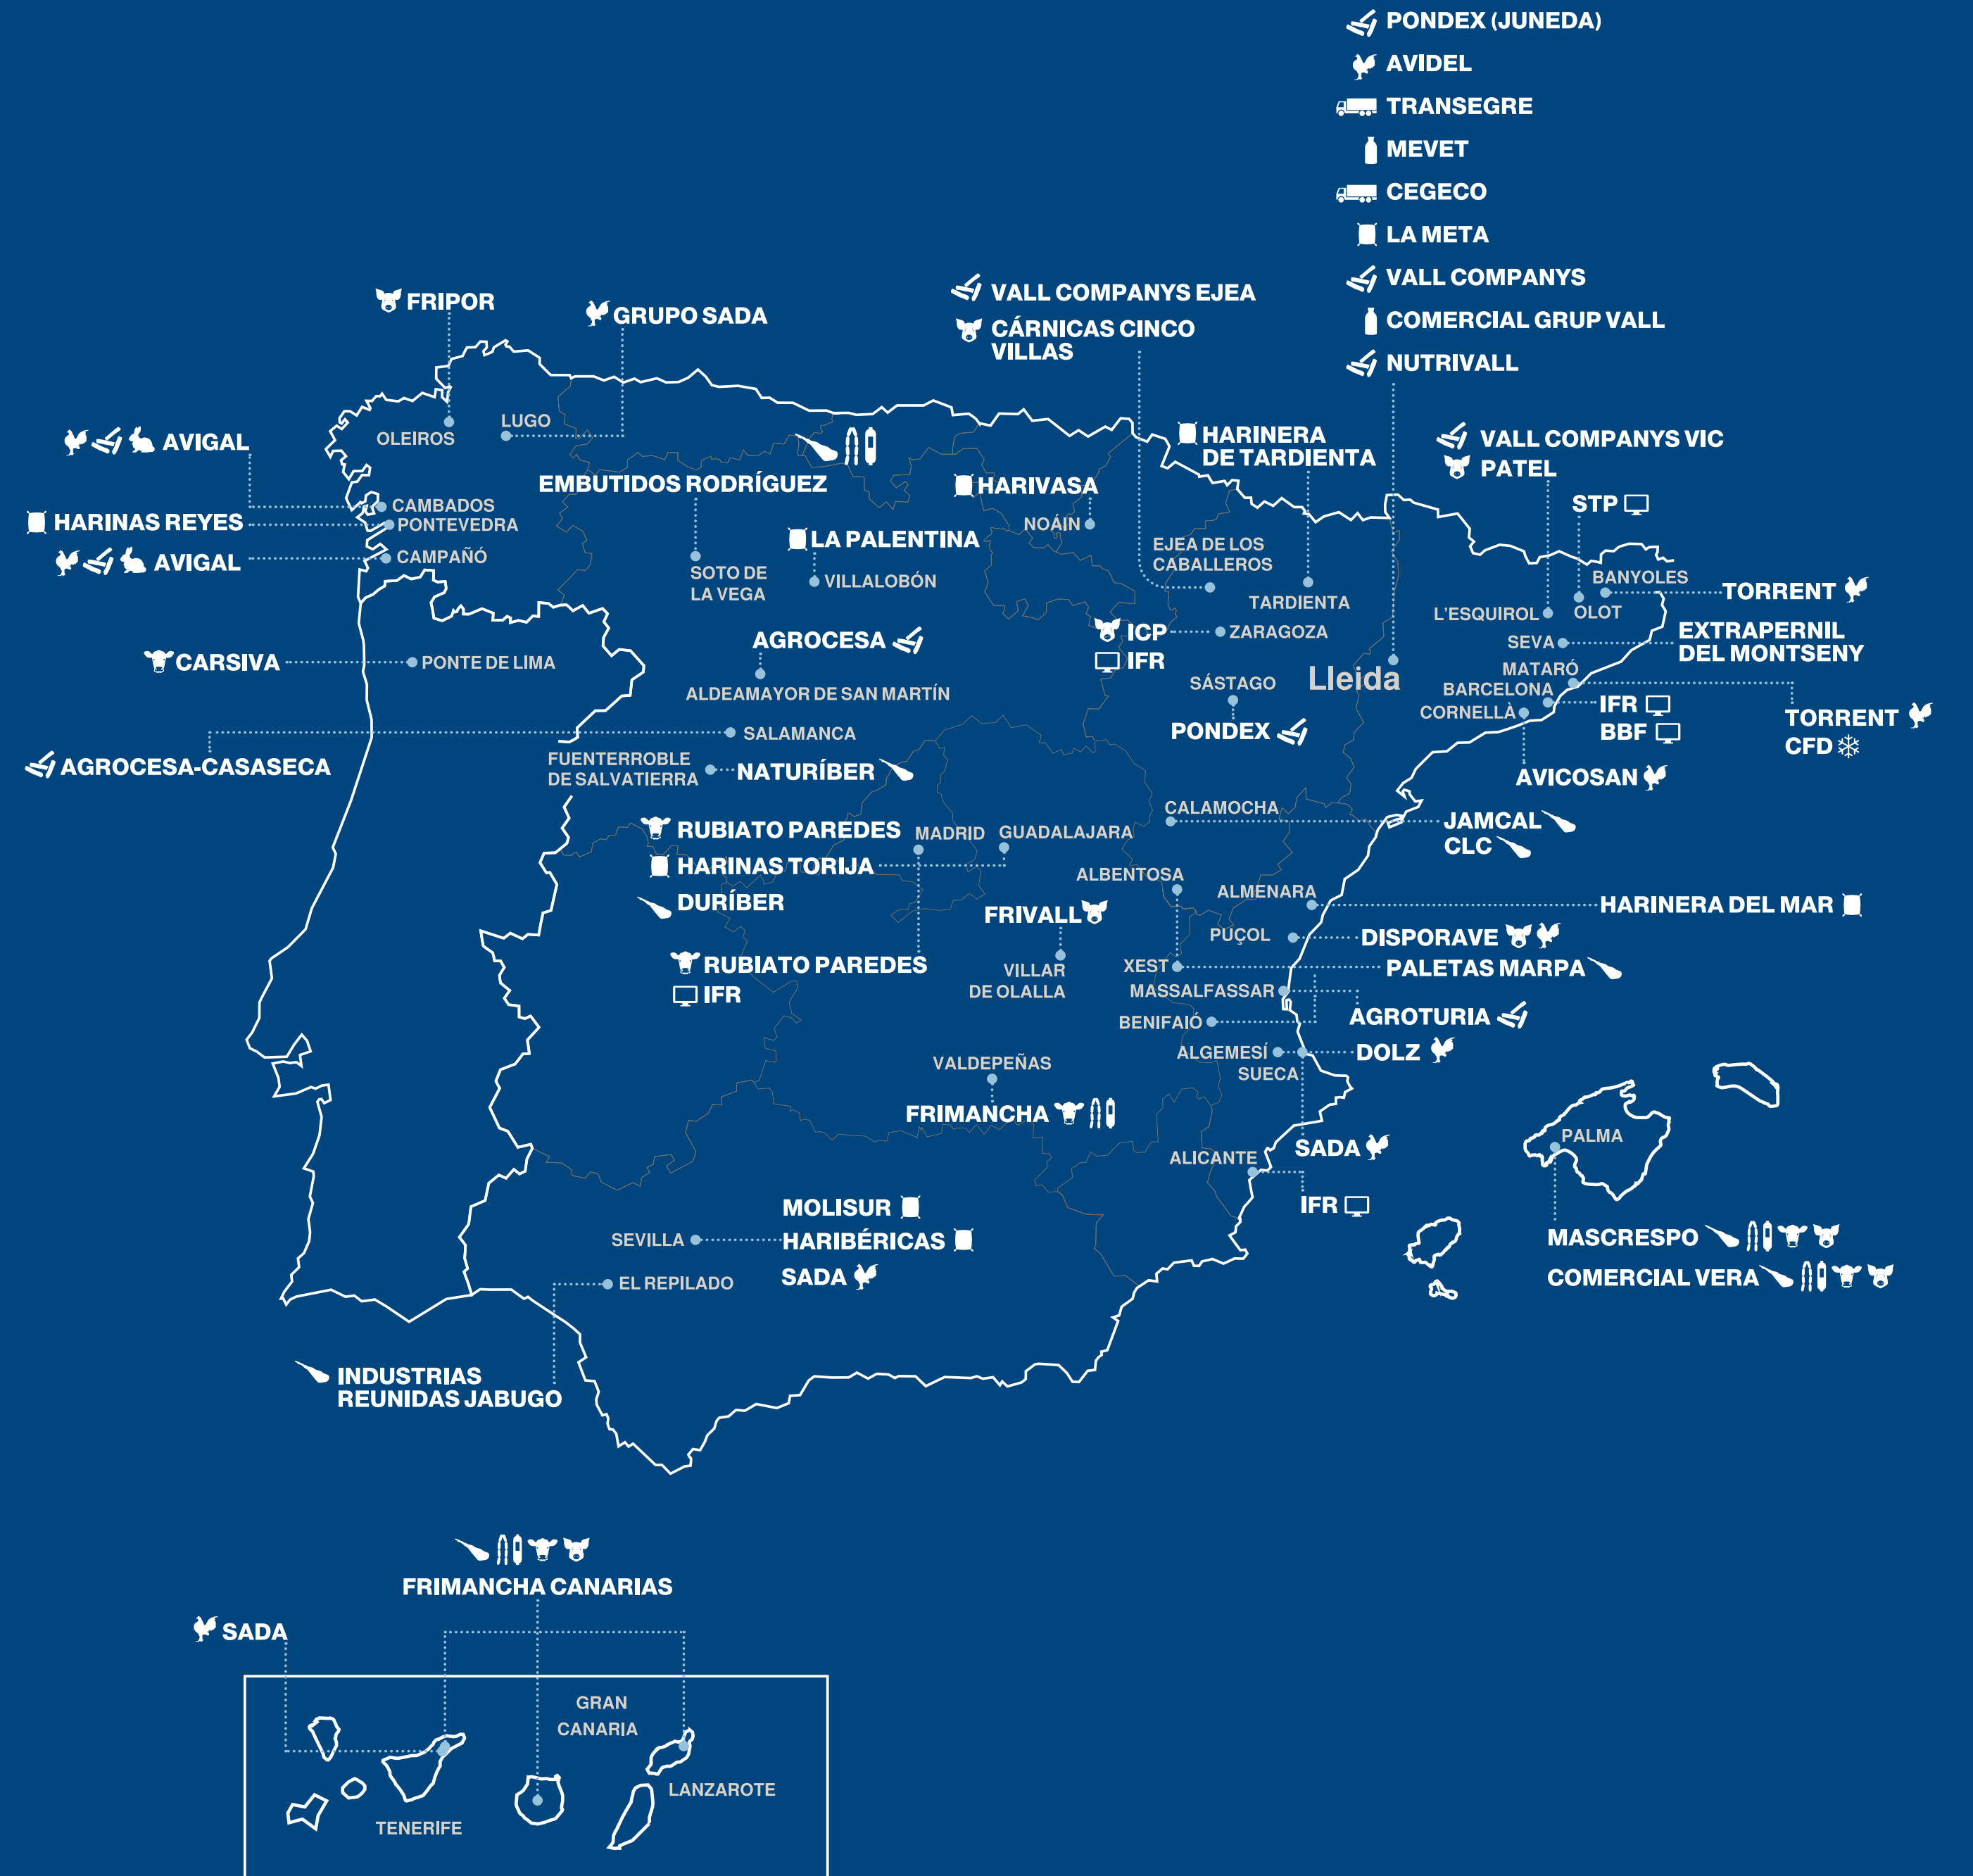 PONDEX (JUNEDA)
AVIDEL
TRANSEGRE
MEVET
CEGECO
LA META
VALL COMPANYS
COMERCIAL GRUP VALL
NUTRIVALL
FRIPOR
GRUPO SADA
VALL COMPANYS EJEA
CÁRNICAS CINCO
VILLAS
OLEIROS
LUGO
AVIGAL
HARINERA
DE TARDIENTA
VALL COMPANYS VIC
PATEL
STP
EMBUTIDOS RODRÍGUEZ
HARIVASA
CAMBADOS
HARINAS REYES
PONTEVEDRA
NOÁIN
AVIGAL
CAMPAÑÓ
LA PALENTINA
EJEA DE LOS
CABALLEROS
SOTO DE
LA VEGA
VILLALOBÓN
TARDIENTA
BANYOLES
TORRENT
L'ESQUIROL
OLOT
AGROCESA
ICP
ZARAGOZA
IFR
SEVA
EXTRAPERNIL
DEL MONTSENY
CARSIVA
PONTE DE LIMA
ALDEAMAYOR DE SAN MARTÍN
SÁSTAGO
Lleida
MATARÓ
BARCELONA
CORNELLÀ
IFR
BBF
TORRENT
CFD
PONDEX
SALAMANCA
AGROCESA-CASASECA
FUENTERROBLE
DE SALVATIERRA
NATURÍBER
AVICOSAN
CALAMOCHA
JAMCAL
CLC
RUBIATO PAREDES
MADRID
GUADALAJARA
HARINAS TORIJA
DURÍBER
ALBENTOSA
ALMENARA
HARINERA DEL MAR
FRIVALL
PUÇOL
DISPORAVE
RUBIATO PAREDES
IFR
VILLAR
DE OLALLA
XEST
PALETAS MARPA
MASSALFASSAR
BENIFAIÓ
AGROTURIA
ALGEMESÍ
DOLZ
SUECA
VALDEPEÑAS
FRIMANCHA
SADA
ALICANTE
IFR
PALMA
MASCRESPO
COMERCIAL VERA
MOLISUR
SEVILLA
HARIBÉRICAS
SADA
EL REPILADO
INDUSTRIAS
REUNIDAS JABUGO
FRIMANCHA CANARIAS
SADA
GRAN
CANARIA
LANZAROTE
TENERIFE